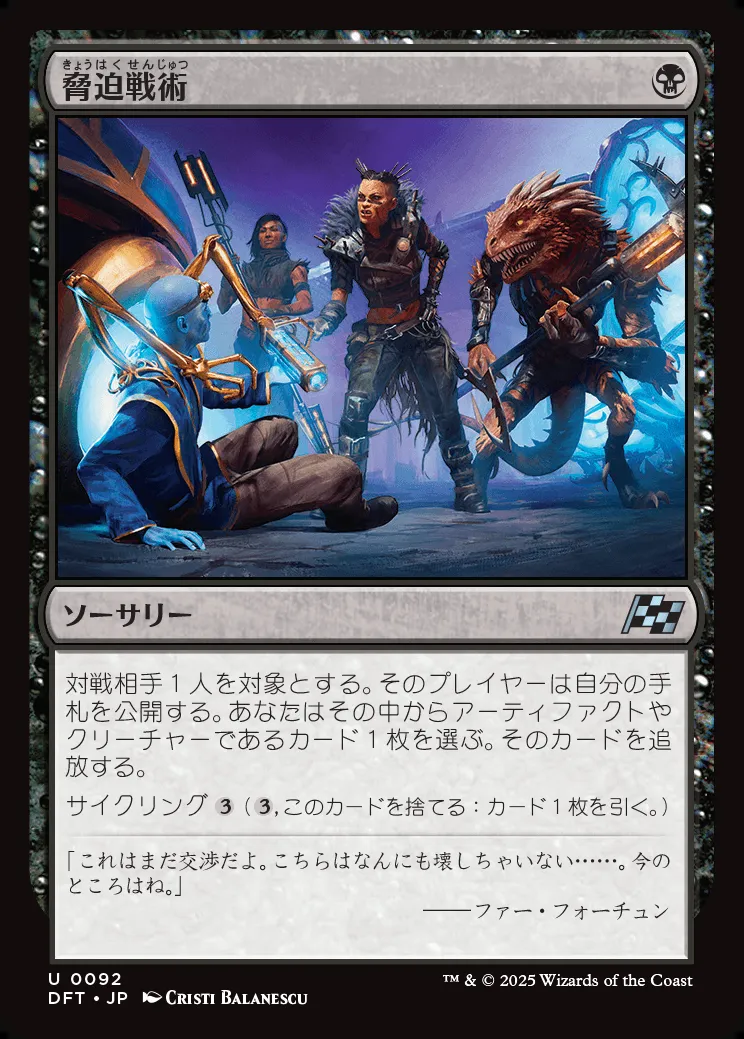 きょうはくせんじゅつ
脅迫戦術
ソーサリー
対戦相手1人を対象とする。そのプレイヤーは自分の手
札を公開する。あなたはその中からアーティファクトや
クリーチャーであるカード1枚を選ぶ。そのカードを追
放する。
サイクリング 3 ( 3 ,このカードを捨てる:カード1枚を引く。)
「これはまだ交渉だよ。こちらはなんにも壊しちゃいない……。今の
ところはね。」
――ファー・フォーチュン
U 0092
DFT • JP Cristi Balanescu
™ & © 2025 Wizards of the Coast